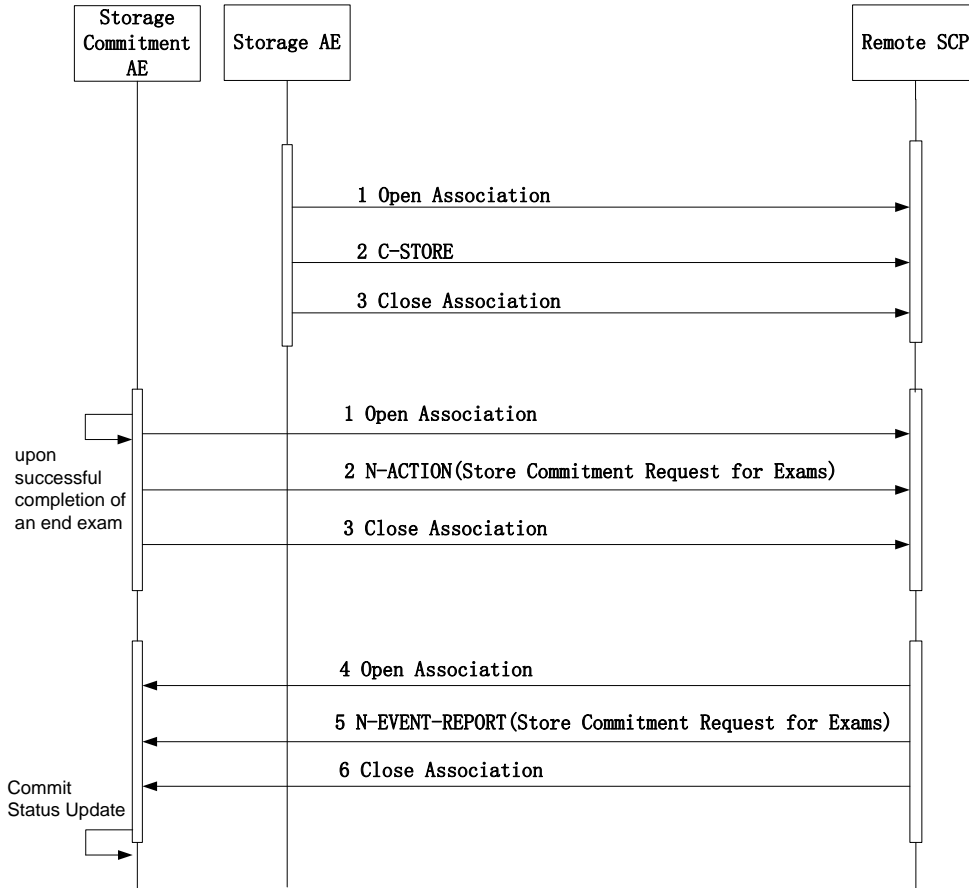 Storage
Commitment
AE
Storage AE
Remote SCP
1 Open Association
2 C-STORE
3 Close Association
1 Open Association
upon
successful
completion of
an end exam
2 N-ACTION(Store Commitment Request for Exams)
3 Close Association
4 Open Association
5 N-EVENT-REPORT(Store Commitment Request for Exams)
6 Close Association
Commit
Status Update